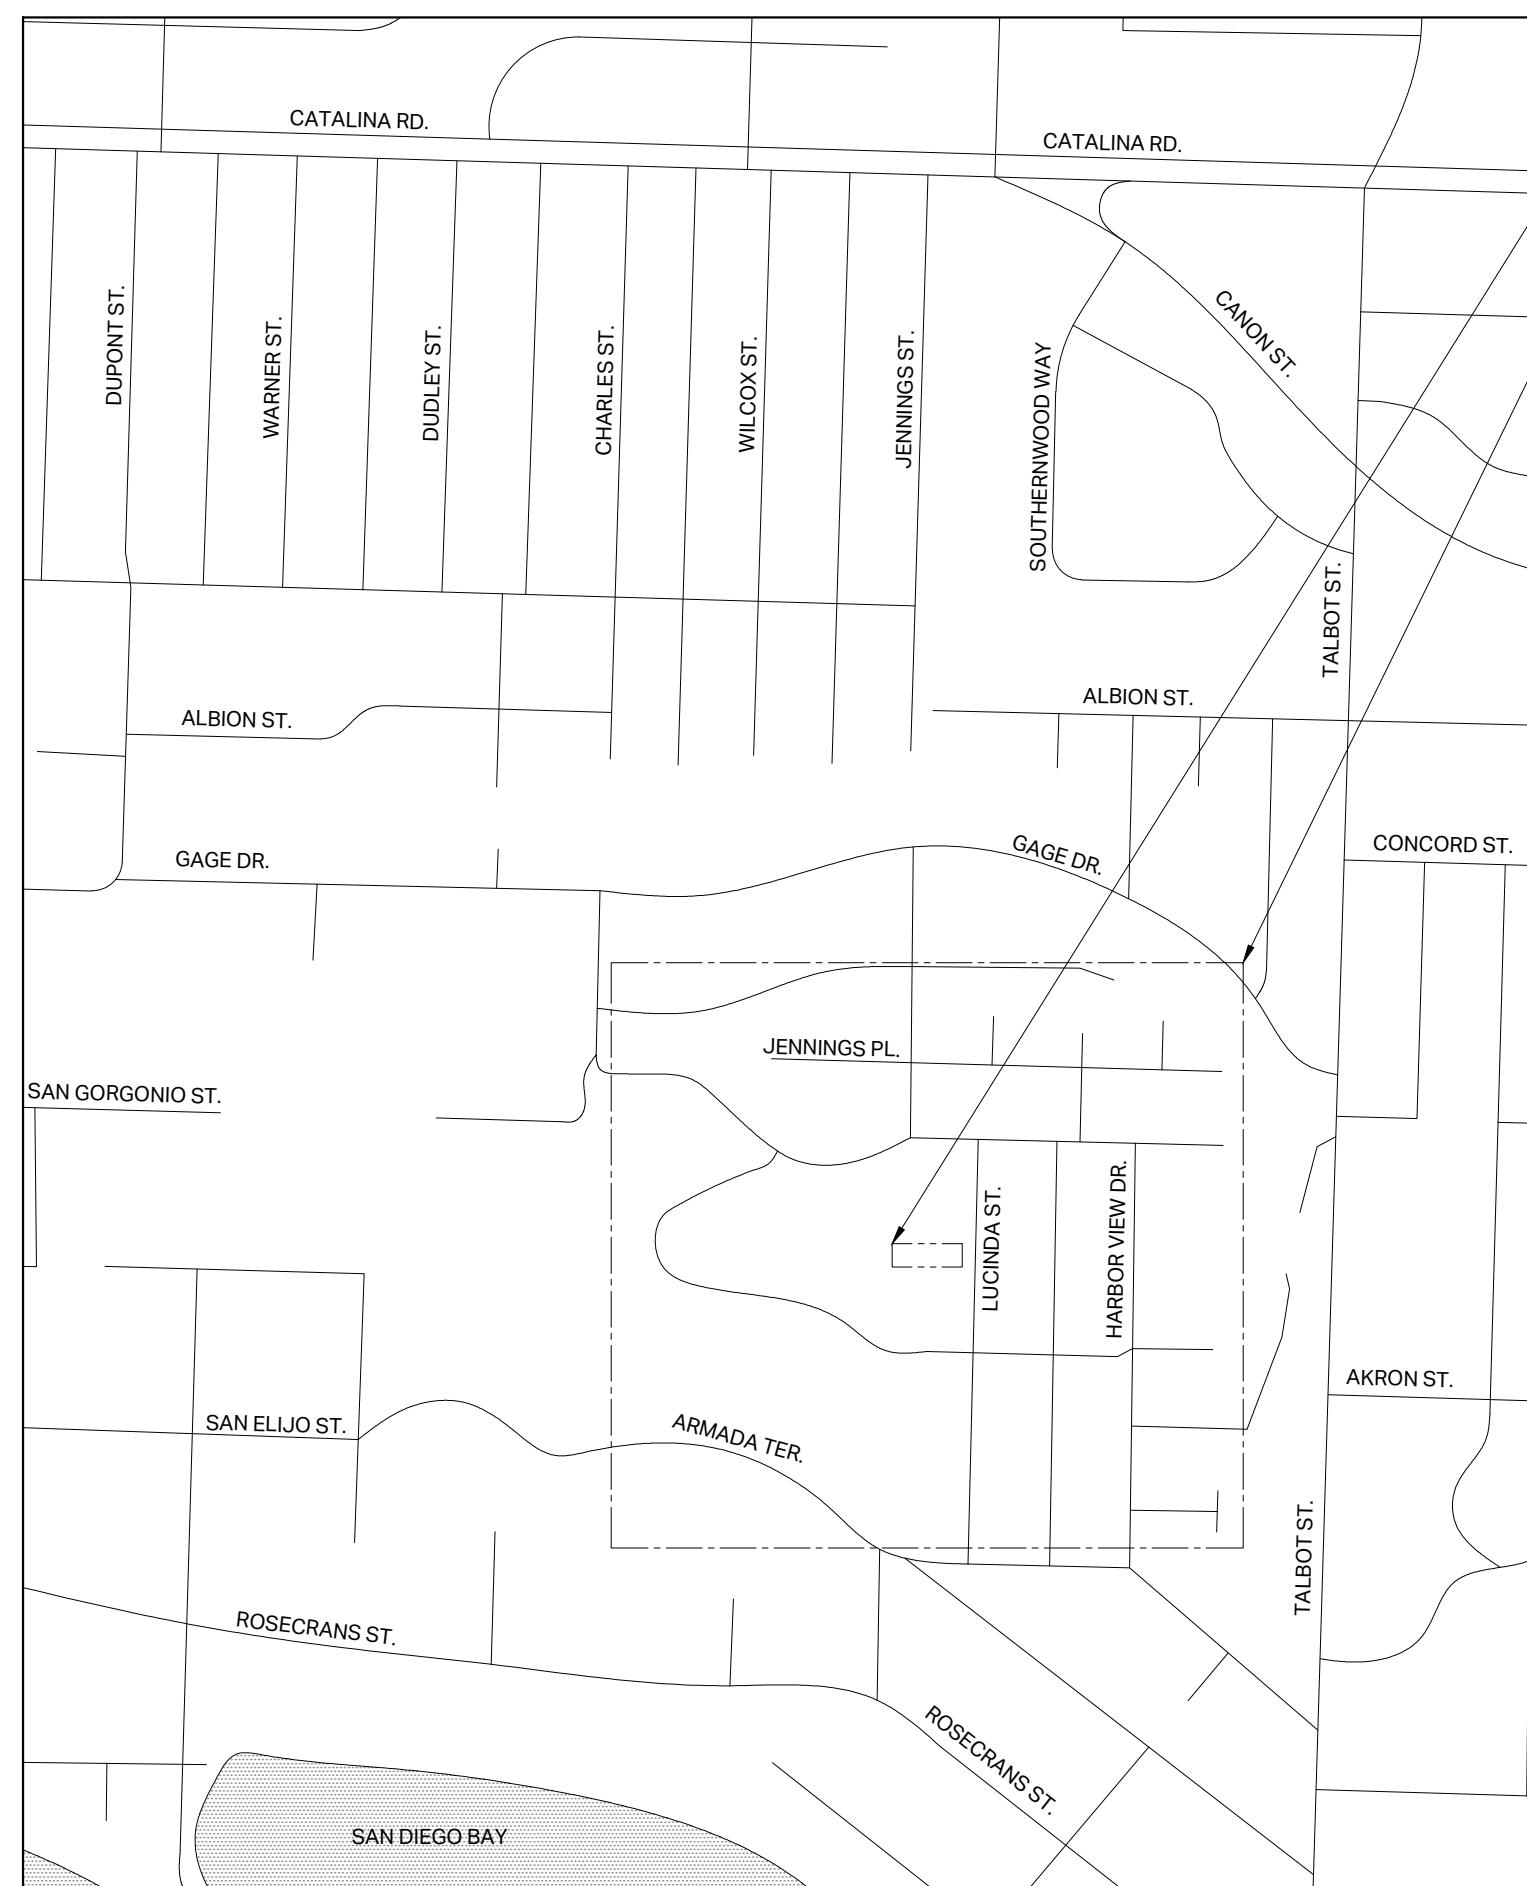 CATALINA RD.
CATALINA RD.
DUPONT ST.
WARNER ST.
DUDLEY ST.
CHARLES ST.
WILCOX ST.
JENNINGS ST.
SOUTHERNWOOD WAY
CANON ST.
TALBOT ST.
ALBION ST.
ALBION ST.
GAGE DR.
GAGE DR.
CONCORD ST.
JENNINGS PL.
SAN GORGONIO ST.
LUCINDA ST.
HARBOR VIEW DR.
AKRON ST.
SAN ELIJO ST.
ARMADA TER.
TALBOT ST.
ROSECRANS ST.
ROSECRANS ST.
SAN DIEGO BAY